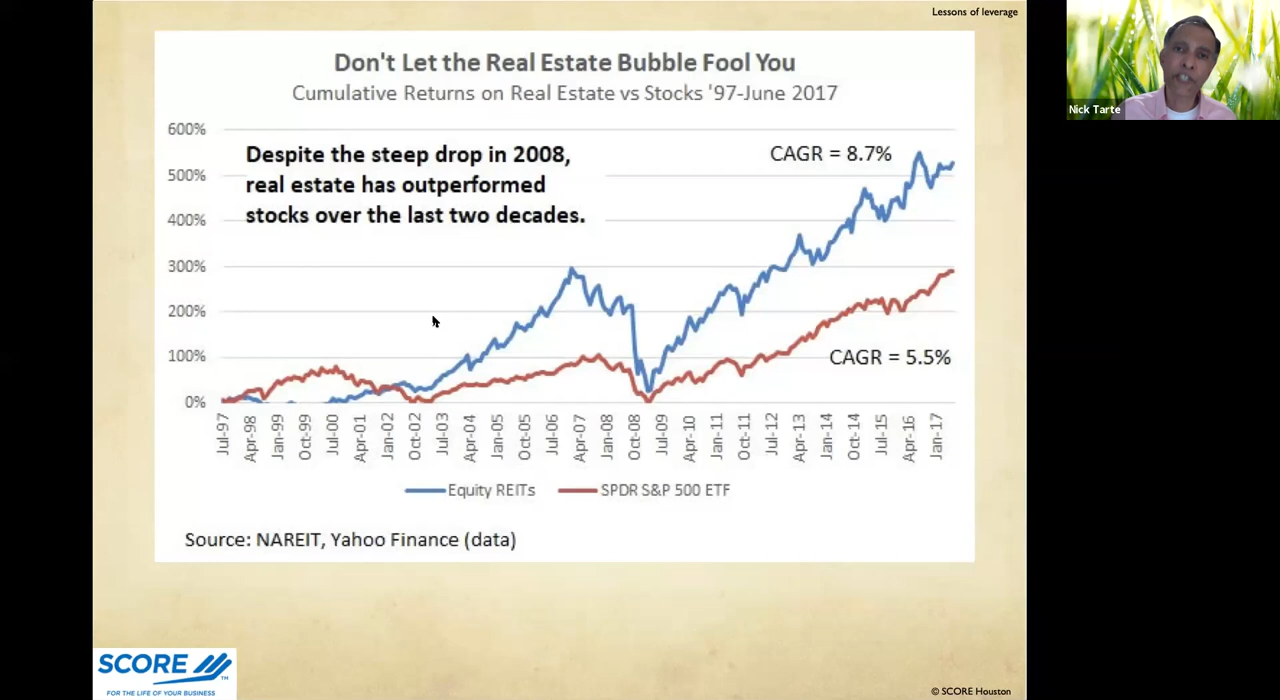 Lessons of leverage
Don't Let the Real Estate Bubble Fool You
Cumulative Returns on Real Estate vs Stocks '97-June 2017
600%
500%
400%
300%
200%
100%
0%
Despite the steep drop in 2008,
real estate has outperformed
stocks over the last two decades.
CAGR = 8.7%
CAGR = 5.5%
Jul-97
Apr-98
Jan-99
Oct-99
Jul-00
Apr-01
Jan-02
Oct-02
Jul-03
Apr-04
Jan-05
Oct-05
Jul-06
Apr-07
Jan-08
Oct-08
Jul-09
Apr-10
Jan-11
Oct-11
Jul-12
Apr-13
Jan-14
Oct-14
Jul-15
Apr-16
Jan-17
Equity REITs
SPDR S&P 500 ETF
Source: NAREIT, Yahoo Finance (data)
SCORE TM
FOR THE LIFE OF YOUR BUSINESS
© SCORE Houston
Nick Tarte